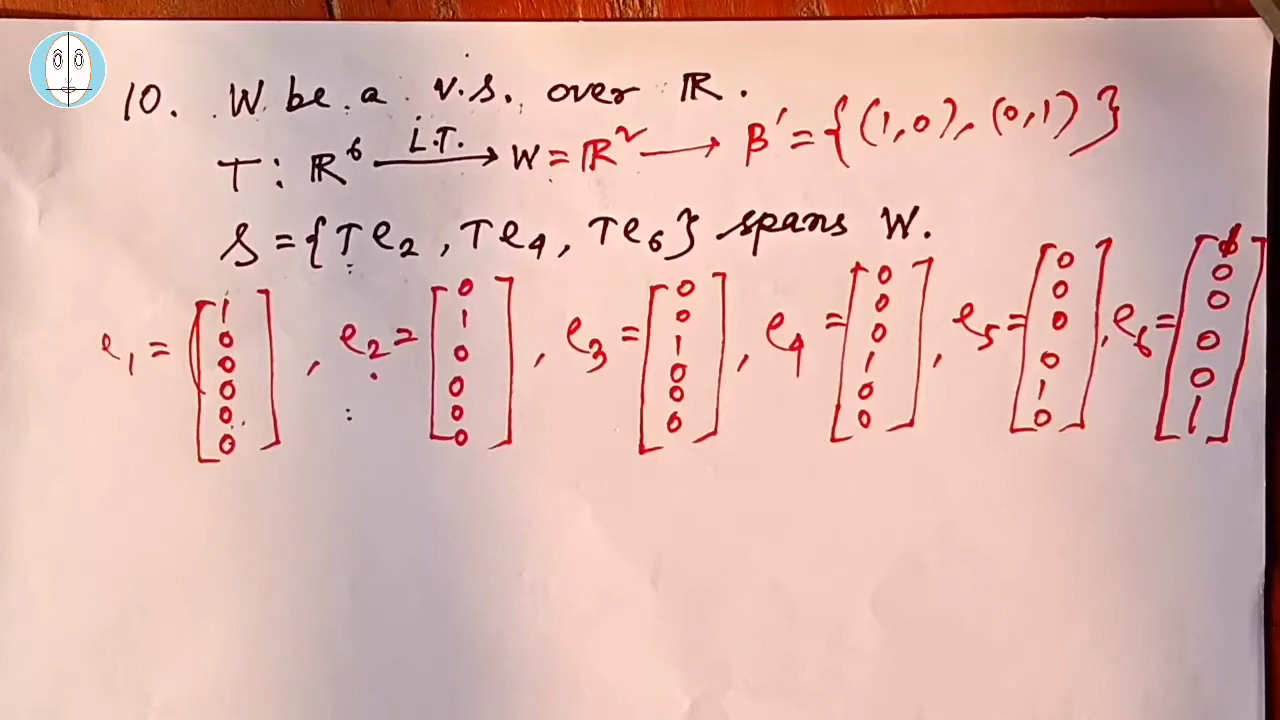 10. W be a v.s. over ℝ.
T: ℝ⁶ —L.T.→ W = ℝ² → B' = {(1,0), (0,1)}
S = {Te₂, Te₄, Te₆} spans W.
e₁ = [1 0 0 0 0 0], e₂ = [0 1 0 0 0 0], e₃ = [0 0 1 0 0 0], e₄ = [0 0 0 1 0 0], e₅ = [0 0 0 0 1 0], e₆ = [0 0 0 0 1]